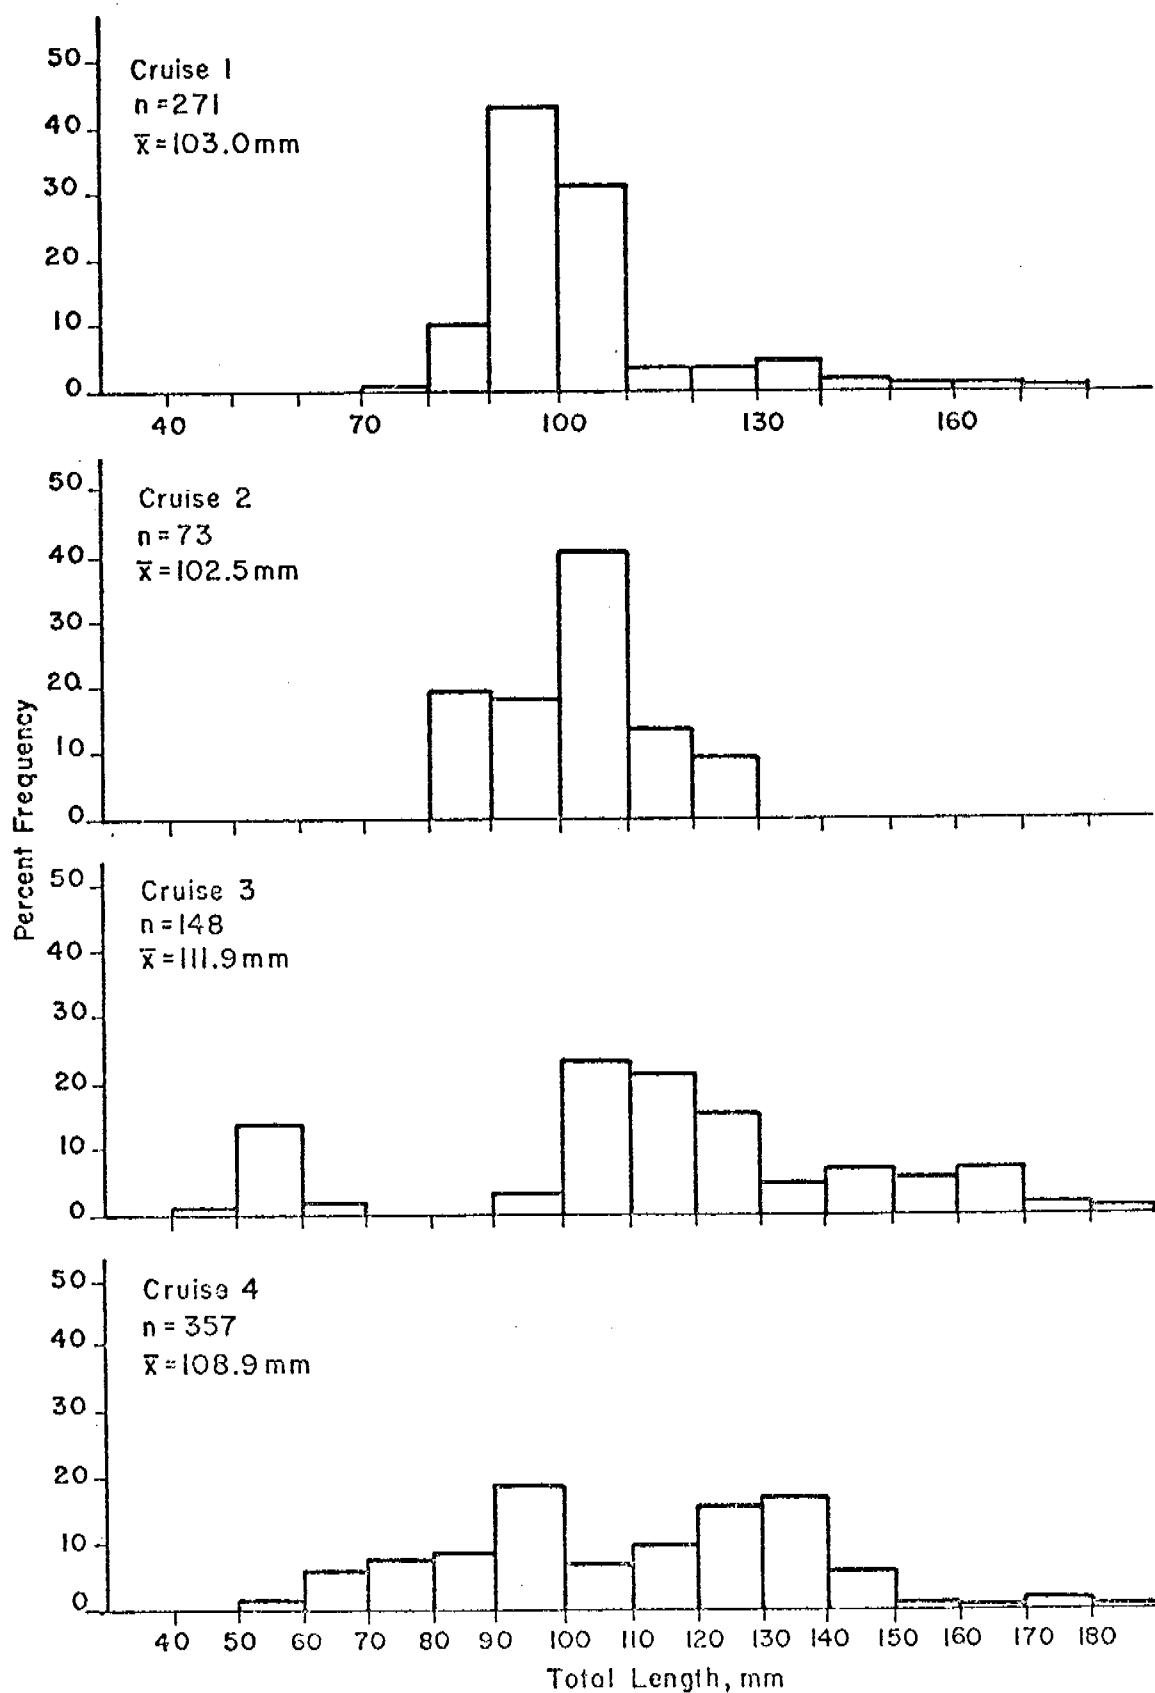 50
Cruise 1
n=271
40
x̄=103.0mm
30
20
10
0
40 70 100 130 160
50
Cruise 2
n=73
40
x̄=102.5mm
30
20
10
0
Percent Frequency
50
Cruise 3
n=148
40
x̄=111.9mm
30
20
10
0
50
Cruise 4
n=357
40
x̄=108.9mm
30
20
10
0
40 50 60 70 80 90 100 110 120 130 140 150 160 170 180
Total Length, mm